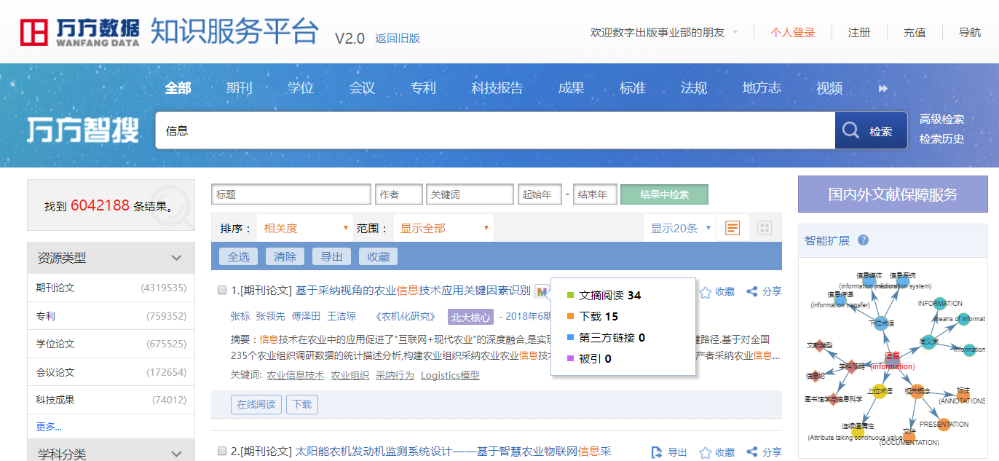 万方数据 WANFANG DATA 知识服务平台 V2.0 返回旧版 欢迎数字出版事业部的朋友 个人登录 注册 充值 导航
全部 期刊 学位 会议 专利 科技报告 成果 标准 法规 地方志 视频
万方智搜 信息 检索 高级检索
检索历史
国内外文献保障服务
找到 6042188 条结果。
标题 作者 关键词 起始年 - 结束年 结果中检索
排序： 相关度 范围： 显示全部 显示20条
全选 清除 导出 收藏
资源类型
期刊论文 (4319535)
专利 (759352)
学位论文 (675525)
会议论文 (172654)
科技成果 (74012)
更多...
学科分类
1.[期刊论文] 基于采纳视角的农业信息技术应用关键因素识别 M 收藏 分享
张标 张领先 傅泽田 王洁琼 《农机化研究》 北大核心 - 2018年6期
摘要：信息技术在农业中的应用促进了"互联网+现代农业"的深度融合,是实现 路径.基于对全国
235个农业组织调研数据的统计描述分析,构建农业组织采纳农业农业信息技 产者采纳农业信息...
关键词: 农业信息技术 农业组织 采纳行为 Logistics模型
在线阅读 下载
文摘阅读 34
下载 15
第三方链接 0
被引 0
2.[期刊论文] 太阳能农机发动机监测系统设计——基于智慧农业物联网信息采 导出 收藏 分享
智能扩展 ?
信息媒体 信息系统
(information system)
信息传递
(information transfer)
INFORMATION
下位术语
means of informat
同义词
文献类型
Information
信息
(information)
学科范畴
信息论
上位术语 相关概念 标注
图书馆学与信息科学 (ANNOTATIONS
连续值属性 PRESENTATION
文件
(Attribute taking continuous value
(DOCUMENTATION)